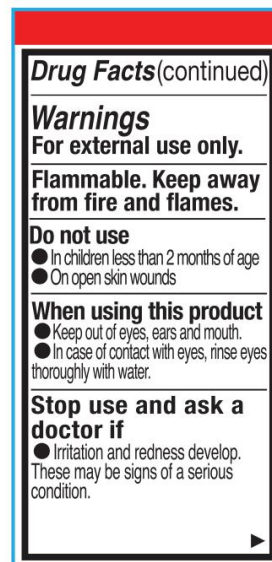 Drug Facts(continued)
Warnings
For external use only.
Flammable. Keep away
from fire and flames.
Do not use
● In children less than 2 months of age
● On open skin wounds
When using this product
● Keep out of eyes, ears and mouth.
● In case of contact with eyes, rinse eyes
thoroughly with water.
Stop use and ask a
doctor if
● Irritation and redness develop.
These may be signs of a serious
condition.
►